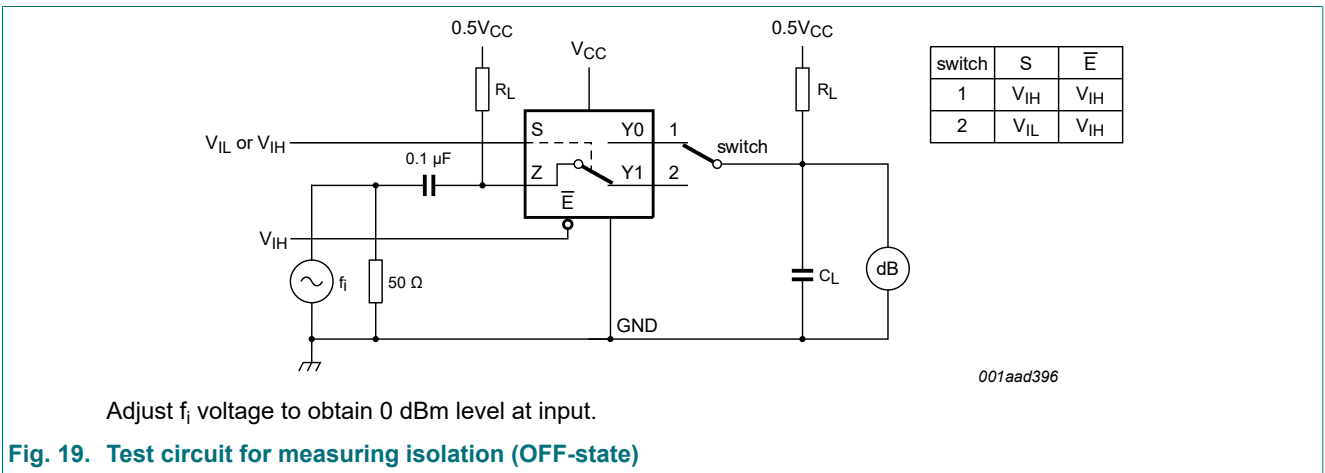 0.5VCC
VCC
0.5VCC
RL
RL
switch S E̅
1 VIH VIH
2 VIL VIH
VIL or VIH
S Y0 1
switch
0.1 µF
Z Y1 2
E̅
VIH
fi
50 Ω
CL
dB
GND
001aad396
Adjust fi voltage to obtain 0 dBm level at input.
Fig. 19. Test circuit for measuring isolation (OFF-state)